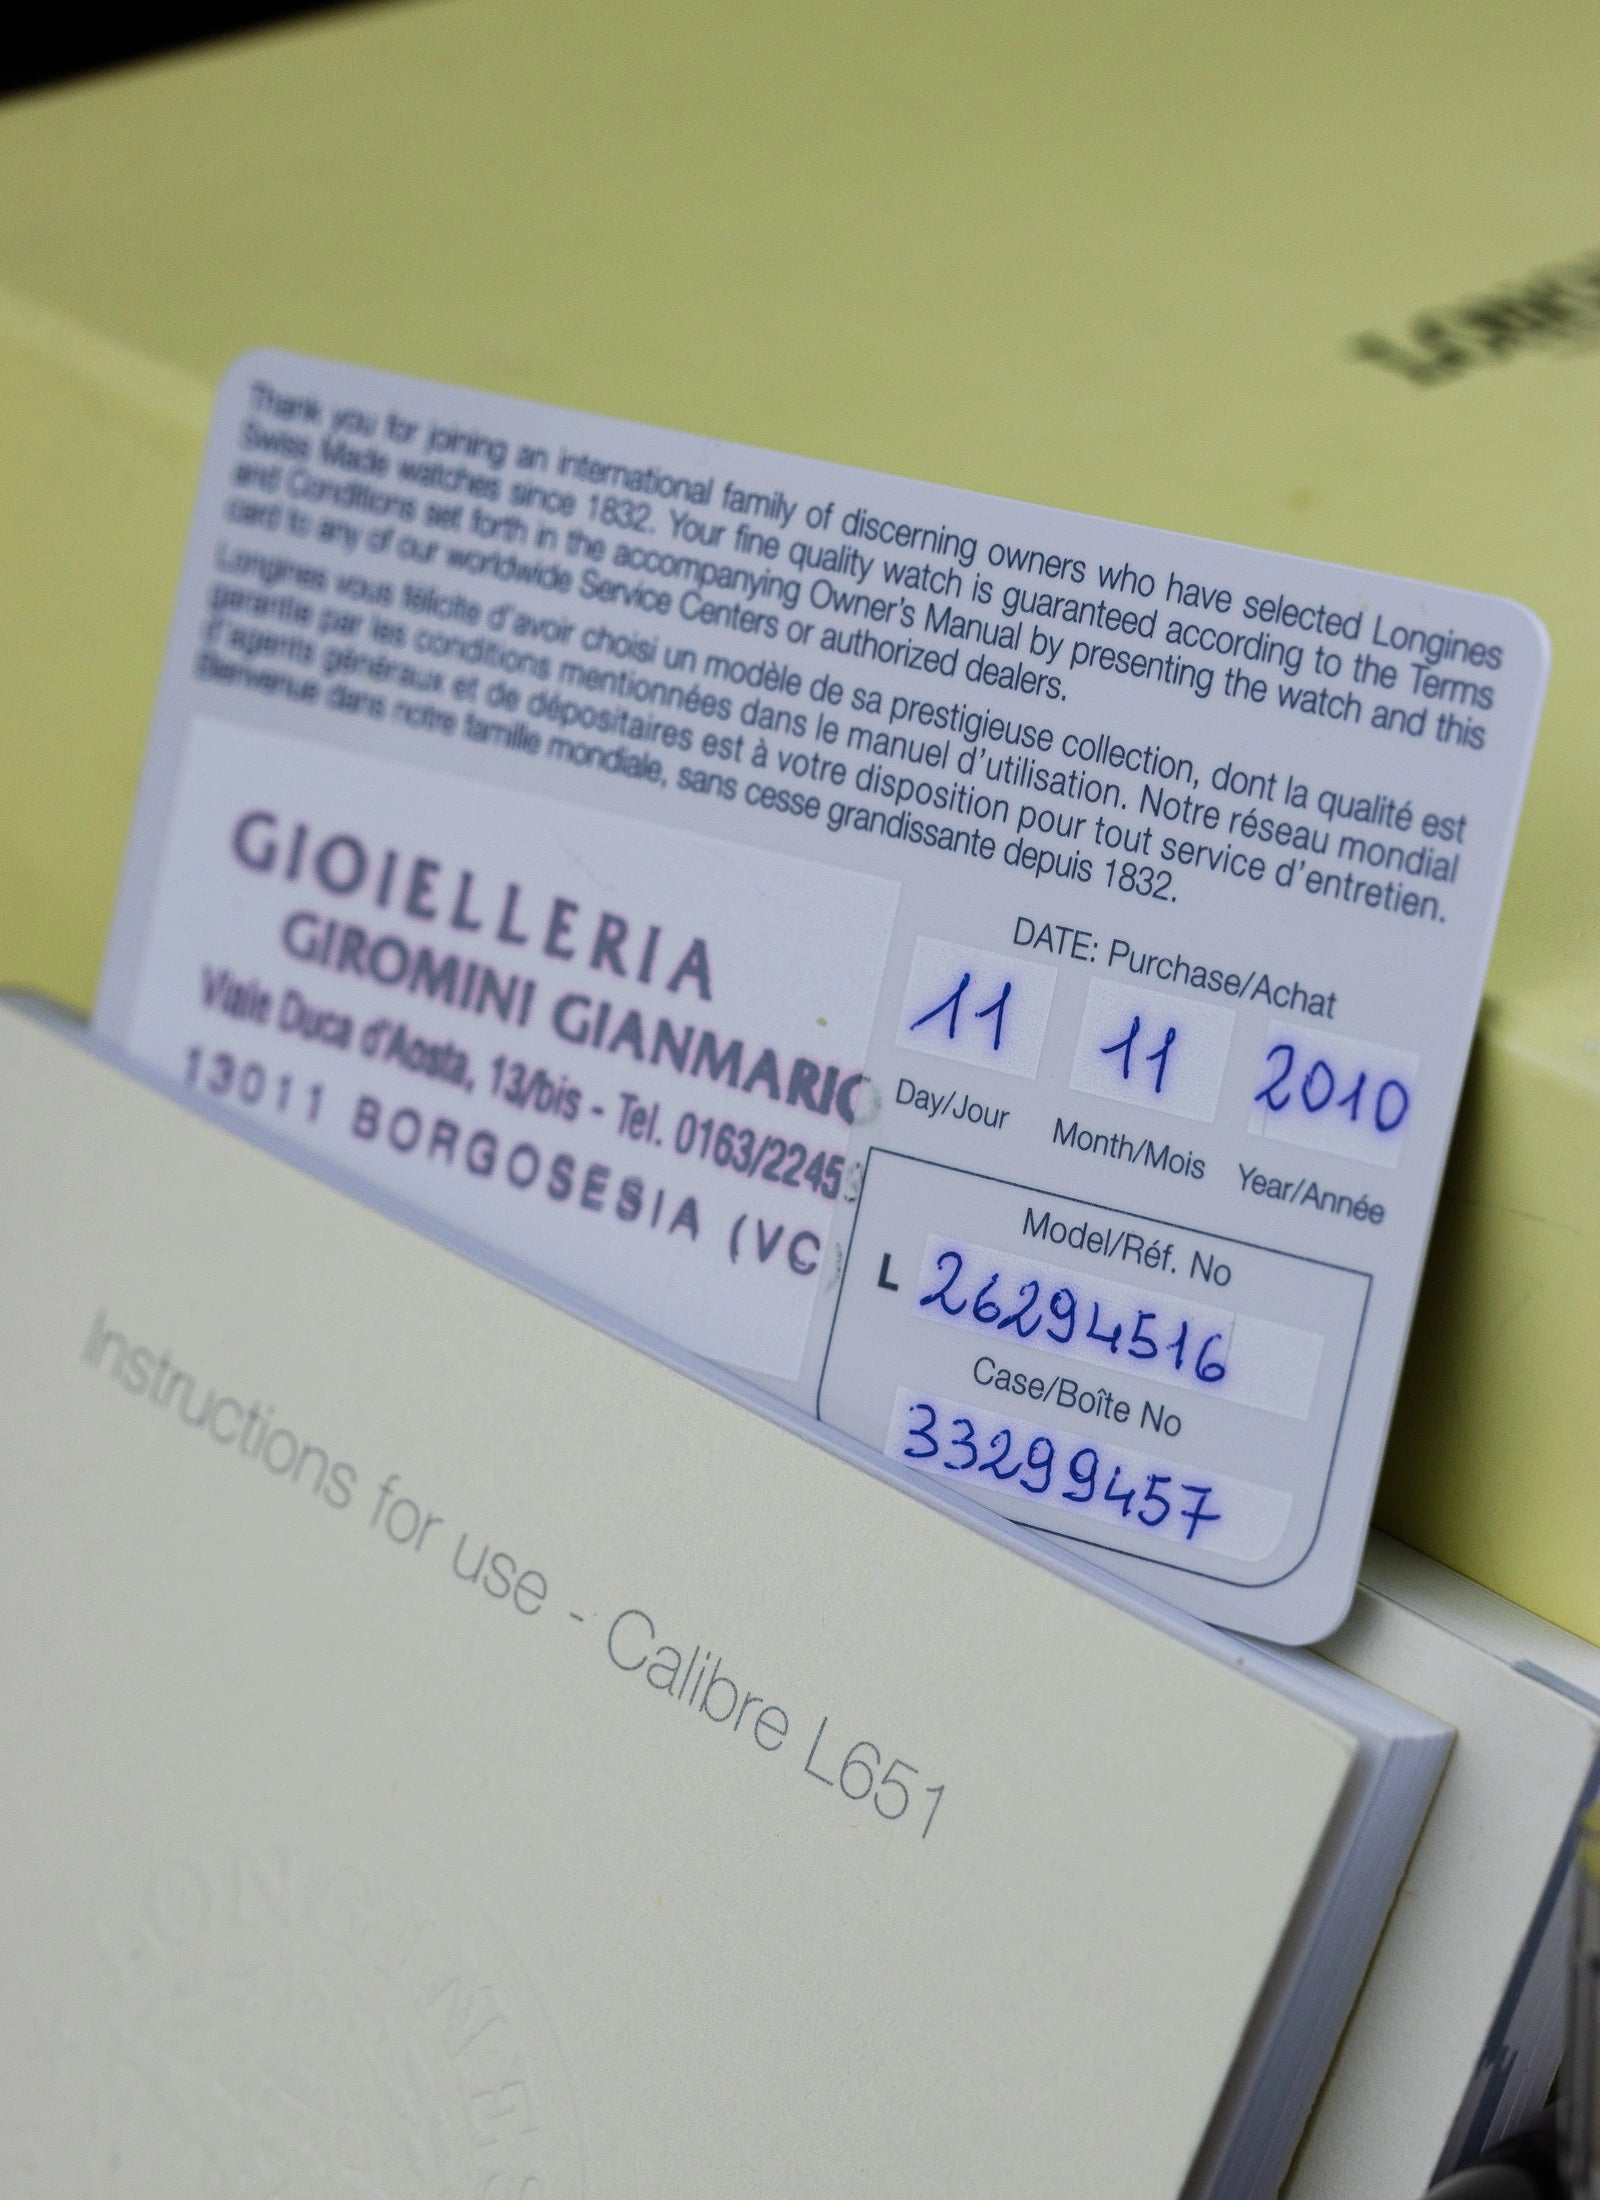 Thank you for joining an international family of discerning owners who have selected Longines
Swiss Made watches since 1832. Your fine quality watch is guaranteed according to the Terms
and Conditions set forth in the accompanying Owner's Manual by presenting the watch and this
card to any of our worldwide Service Centers or authorized dealers.
Longines vous félicite d'avoir choisi un modèle de sa prestigieuse collection, dont la qualité est
garantie par les conditions mentionnées dans le manuel d'utilisation. Notre réseau mondial
d'agents généraux et de dépositaires est à votre disposition pour tout service d'entretien.
Bienvenue dans notre famille mondiale, sans cesse grandissante depuis 1832.
GIOIELLERIA
GIROMINI GIANMARIO
Viale Duca d'Aosta, 13/bis - Tel. 0163/2245
13011 BORGOSESIA (VC)
DATE: Purchase/Achat
11 11 2010
Day/Jour Month/Mois Year/Année
Model/Réf. No
L 26294516
Case/Boîte No
33299457
Instructions for use - Calibre L651
LONGINES